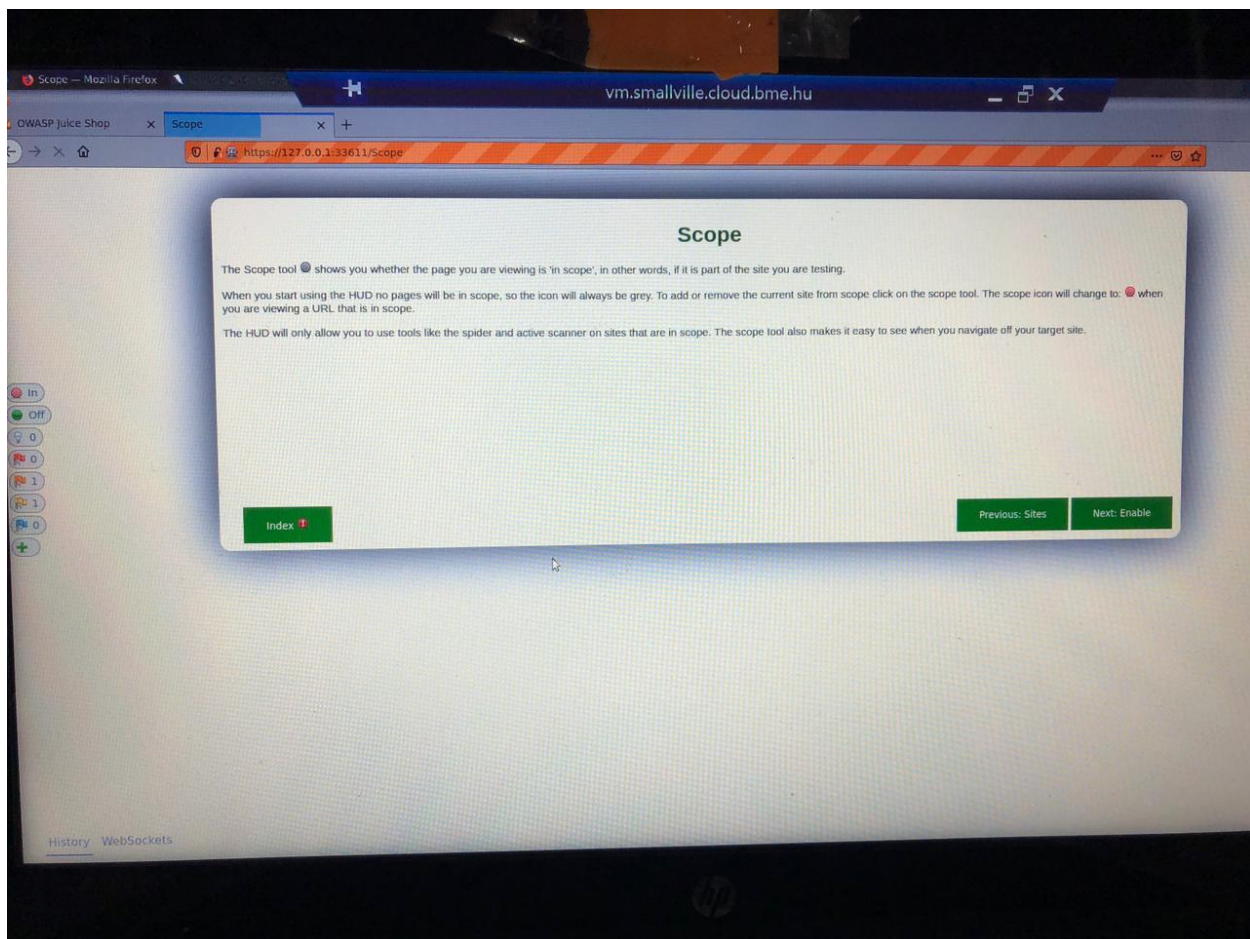 Scope — Mozilla Firefox
vm.smallville.cloud.bme.hu
OWASP Juice Shop
Scope
https://127.0.0.1:33611/Scope
Scope
The Scope tool shows you whether the page you are viewing is 'in scope', in other words, if it is part of the site you are testing.
When you start using the HUD no pages will be in scope, so the icon will always be grey. To add or remove the current site from scope click on the scope tool. The scope icon will change to: when
you are viewing a URL that is in scope.
The HUD will only allow you to use tools like the spider and active scanner on sites that are in scope. The scope tool also makes it easy to see when you navigate off your target site.
In
Off
0
0
1
1
0
Index
Previous: Sites
Next: Enable
History WebSockets
hp